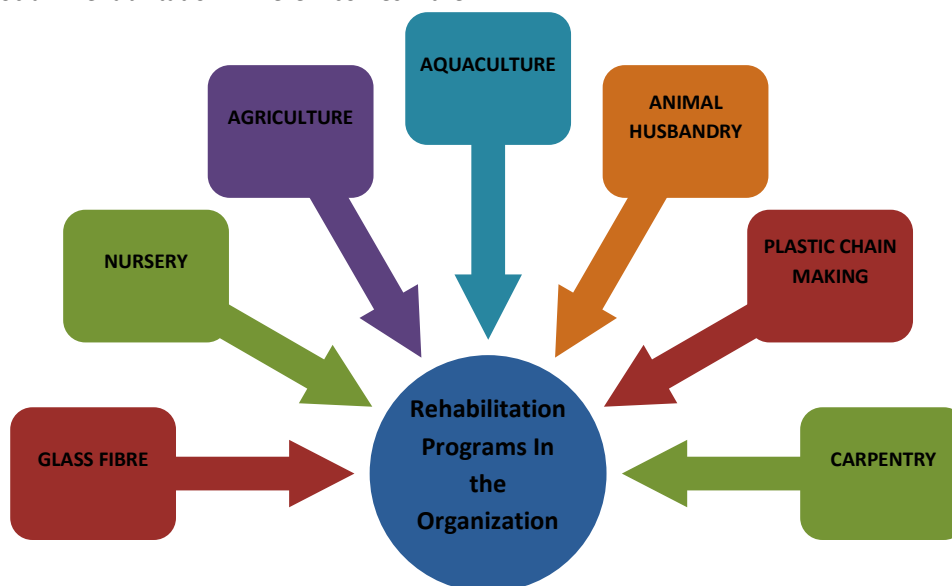 AQUACULTURE
AGRICULTURE
ANIMAL
HUSBANDRY
NURSERY
PLASTIC CHAIN
MAKING
GLASS FIBRE
Rehabilitation
Programs In
the
Organization
CARPENTRY